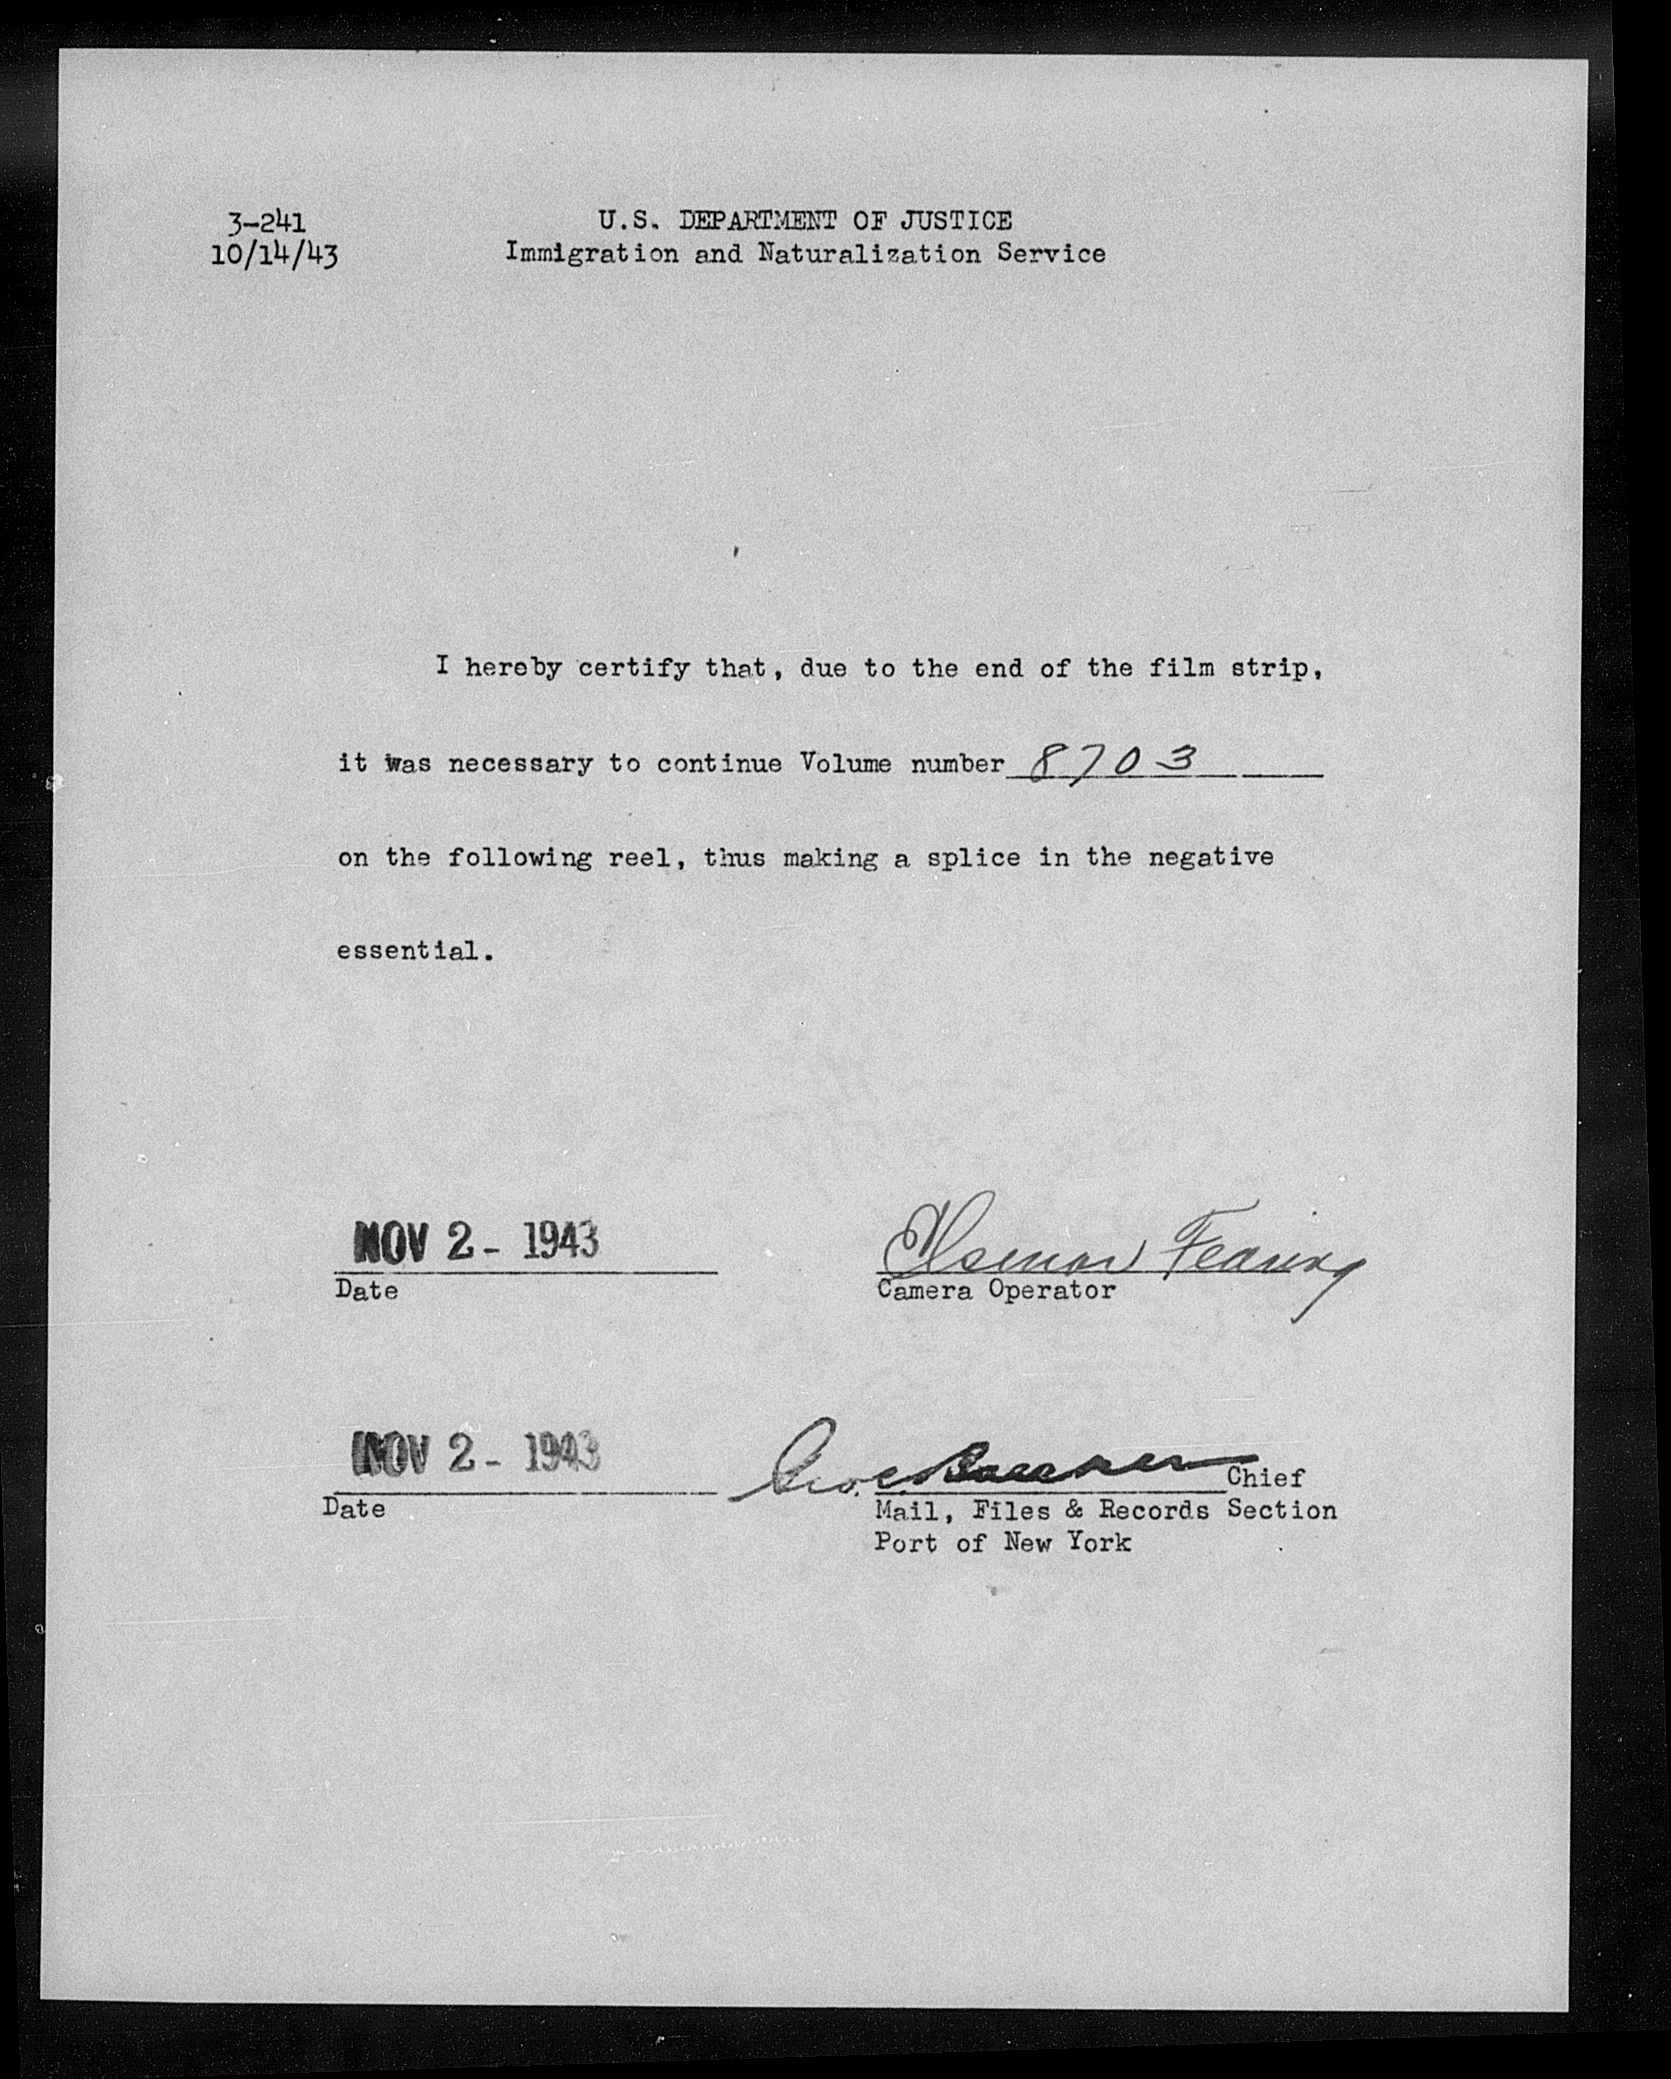 3-241
10/14/43
U.S. DEPARTMENT OF JUSTICE
Immigration and Naturalization Service
I hereby certify that, due to the end of the film strip,
it was necessary to continue Volume number 8703
on the following reel, thus making a splice in the negative
essential.
NOV 2 - 1943
Date
Fearing
Camera Operator
NOV 2 - 1943
Date
Geo.
Chief
Mail, Files & Records Section
Port of New York